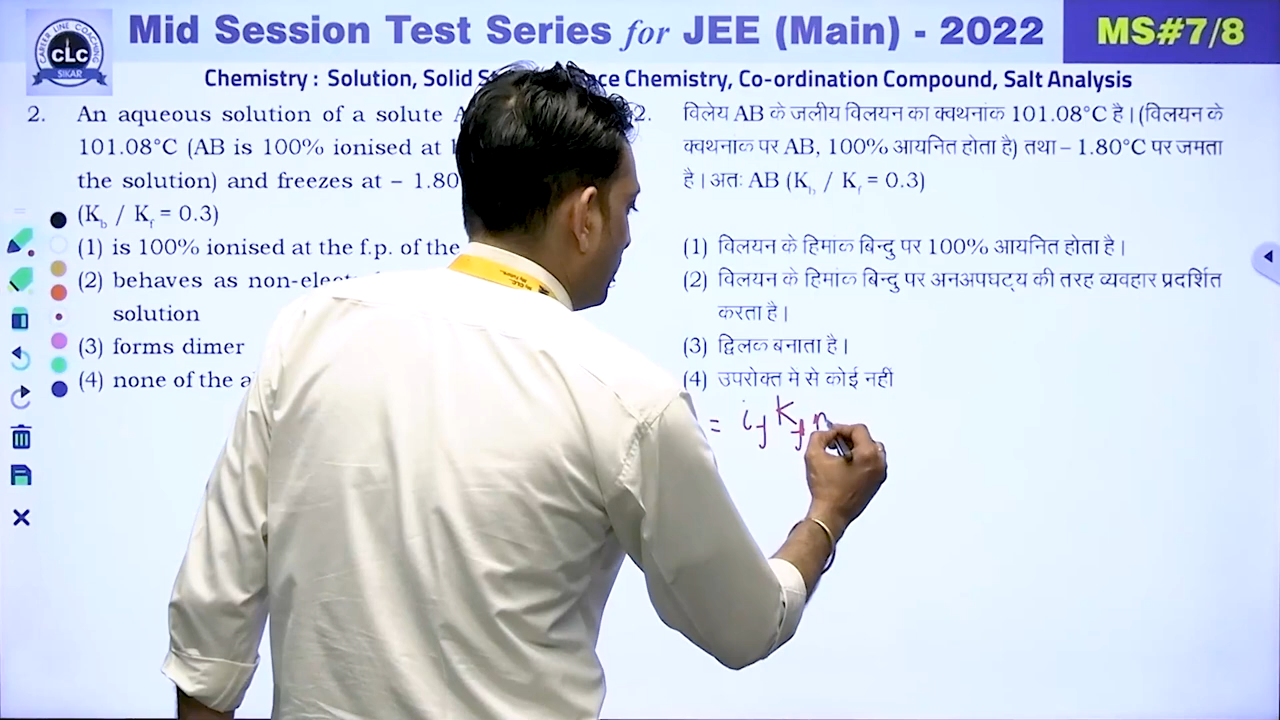 CAREER LINE COACHING
CLC
SIKAR
Mid Session Test Series for JEE (Main) - 2022
MS#7/8
Chemistry : Solution, Solid Chemistry, Co-ordination Compound, Salt Analysis
2. An aqueous solution of a solute
101.08°C (AB is 100% ionised at
the solution) and freezes at – 1.80
(K_b / K_f = 0.3)
(1) is 100% ionised at the f.p. of the
(2) behaves as
solution
(3) forms dimer
(4) none of the
2. विलेय AB के जलीय विलयन का क्वथनांक 101.08°C है। (विलयन के
क्वथनांक पर AB, 100% आयनित होता है) तथा – 1.80°C पर जमता
है। अतः AB (K_b / K_f = 0.3)
(1) विलयन के हिमांक बिन्दु पर 100% आयनित होता है।
(2) विलयन के हिमांक बिन्दु पर अनअपघट्य की तरह व्यवहार प्रदर्शित
करता है।
(3) द्विलक बनाता है।
(4) उपरोक्त मे से कोई नहीं
= i_f K_f